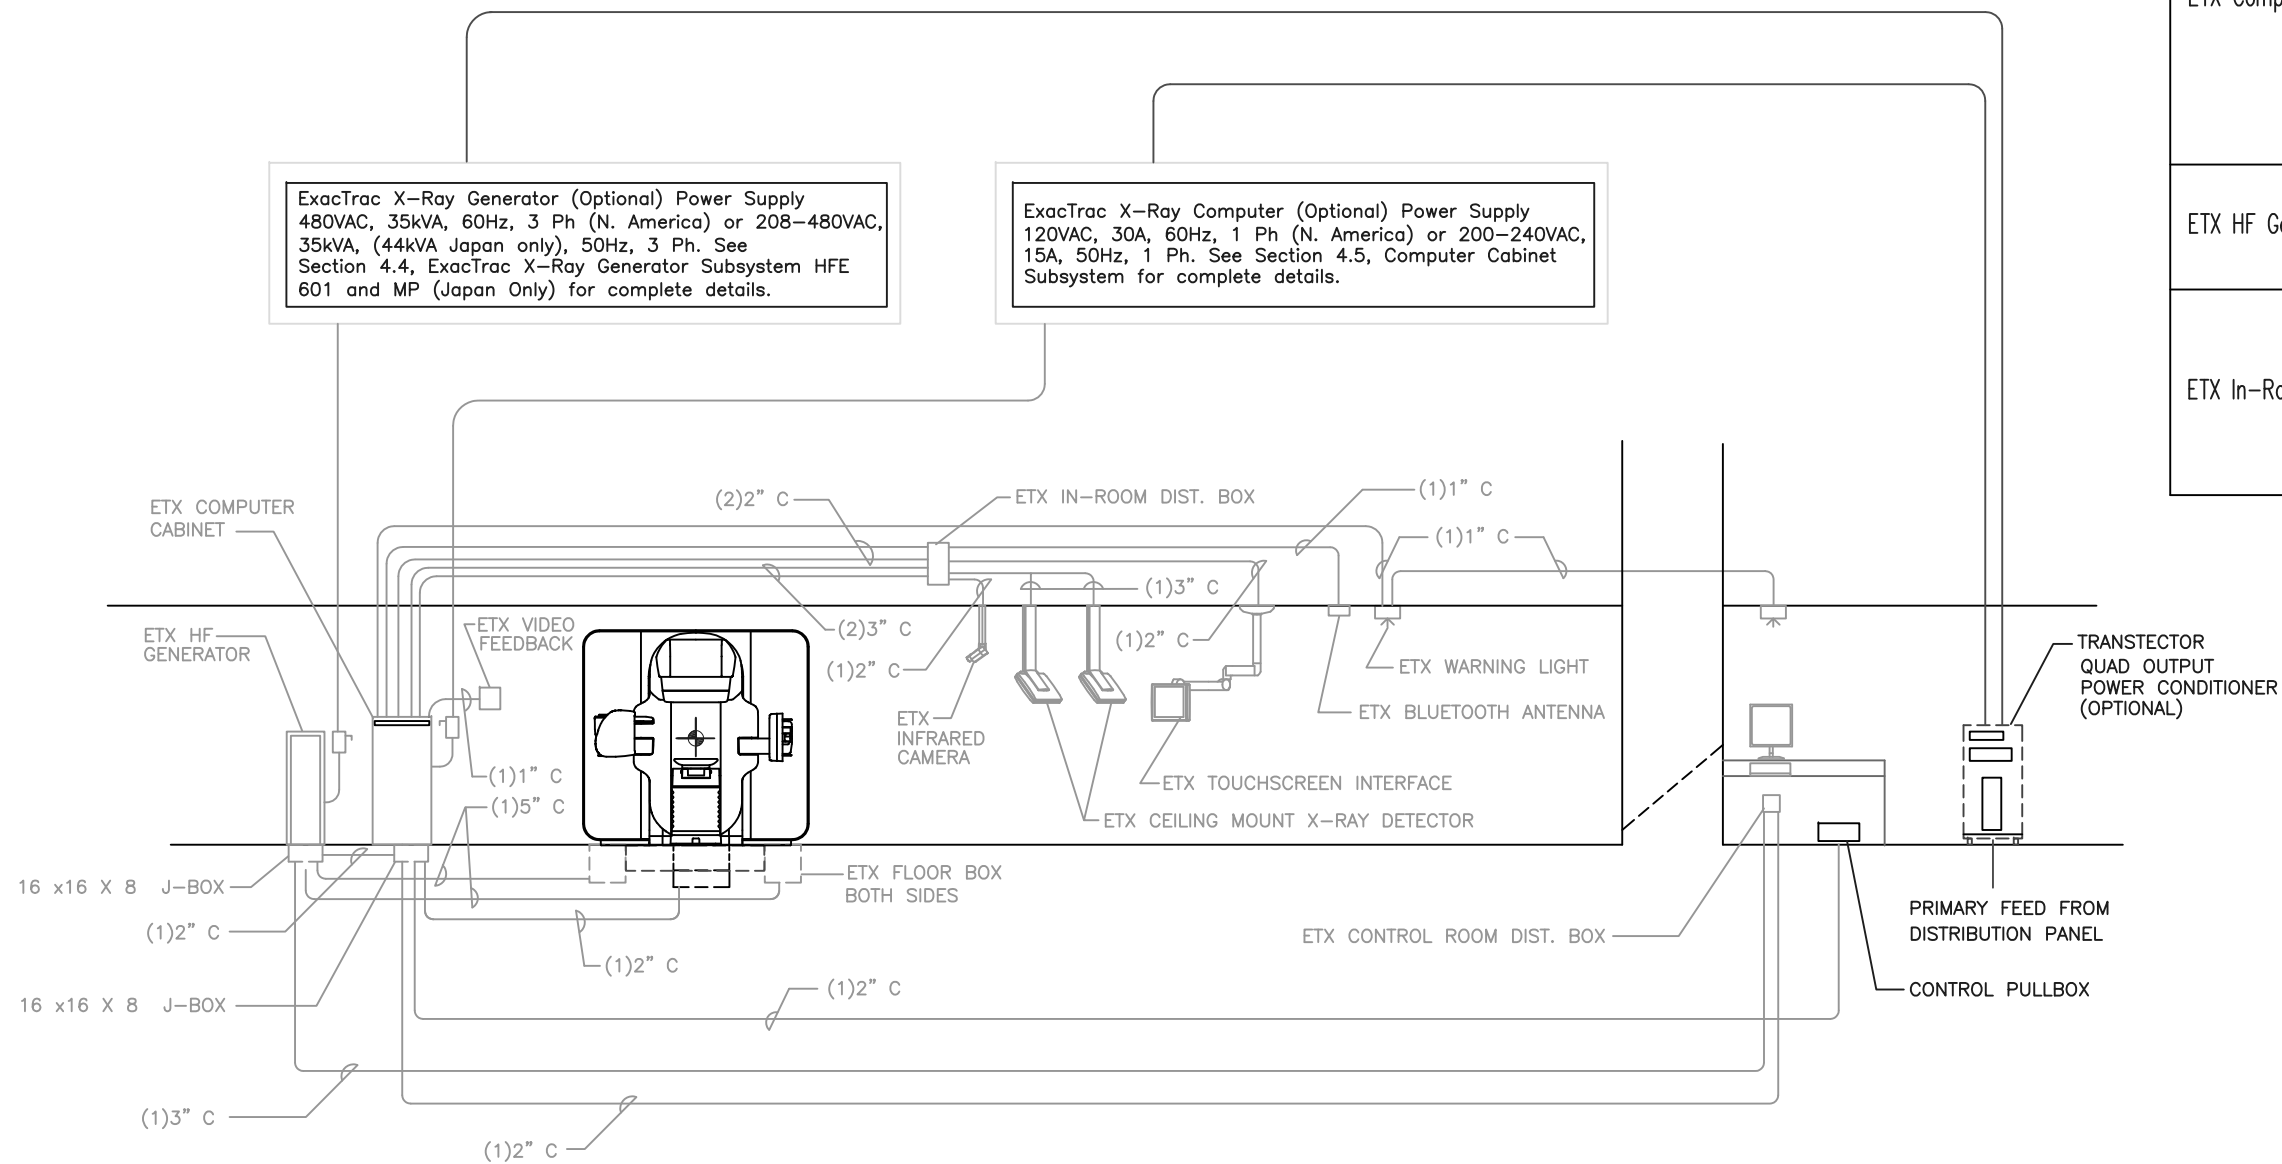 ETX Comp
ExacTrac X-Ray Generator (Optional) Power Supply
480VAC, 35kVA, 60Hz, 3 Ph (N. America) or 208-480VAC,
35kVA, (44kVA Japan only), 50Hz, 3 Ph. See
Section 4.4, ExacTrac X-Ray Generator Subsystem HFE
601 and MP (Japan Only) for complete details.
ExacTrac X-Ray Computer (Optional) Power Supply
120VAC, 30A, 60Hz, 1 Ph (N. America) or 200-240VAC,
15A, 50Hz, 1 Ph. See Section 4.5, Computer Cabinet
Subsystem for complete details.
ETX HF Ge
ETX In-Ro
ETX COMPUTER
CABINET
(2)2" C
ETX IN-ROOM DIST. BOX
(1)1" C
(1)1" C
(1)3" C
ETX HF
GENERATOR
ETX VIDEO
FEEDBACK
(2)3" C
(1)2" C
(1)2" C
ETX WARNING LIGHT
TRANSTECTOR
QUAD OUTPUT
POWER CONDITIONER
(OPTIONAL)
ETX
INFRARED
CAMERA
ETX BLUETOOTH ANTENNA
(1)1" C
ETX TOUCHSCREEN INTERFACE
(1)5" C
ETX CEILING MOUNT X-RAY DETECTOR
16 x16 X 8 J-BOX
ETX FLOOR BOX
BOTH SIDES
(1)2" C
ETX CONTROL ROOM DIST. BOX
PRIMARY FEED FROM
DISTRIBUTION PANEL
(1)2" C
(1)2" C
CONTROL PULLBOX
16 x16 X 8 J-BOX
(1)3" C
(1)2" C